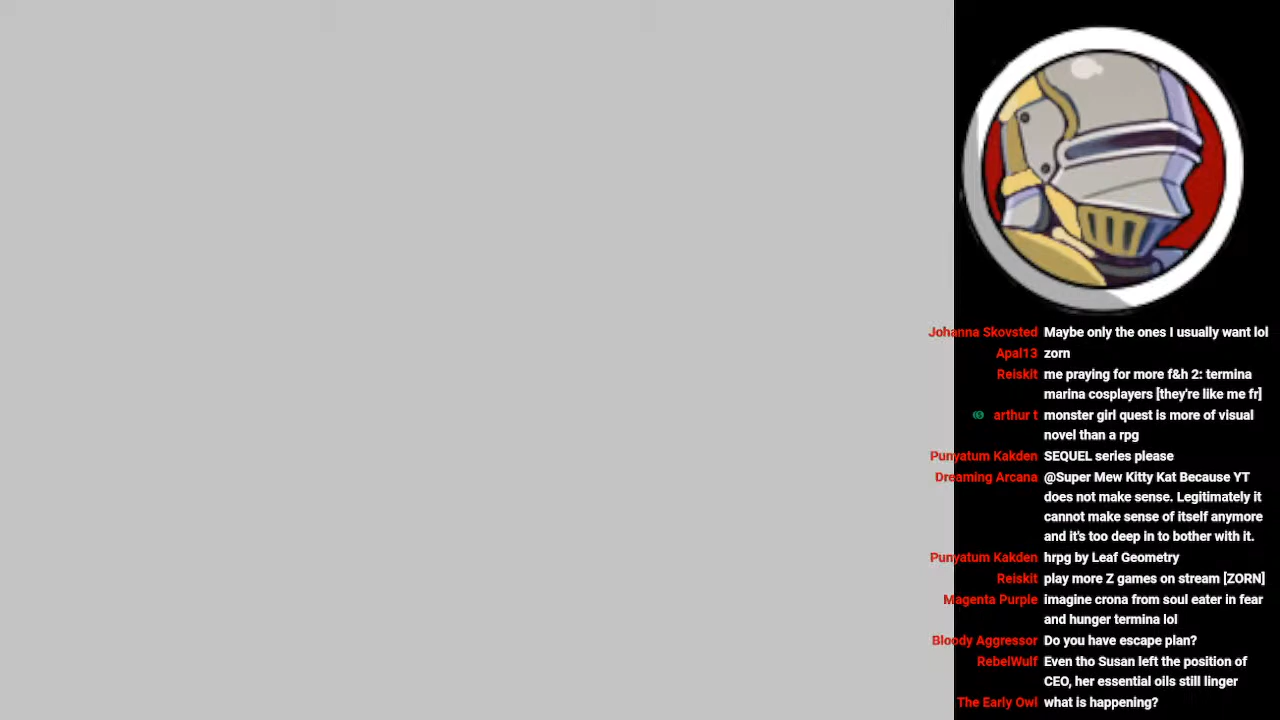 Johanna Skovsted Maybe only the ones I usually want lol
Apal13 zorn
Reiskit me praying for more f&h 2: termina
marina cosplayers [they're like me fr]
arthur t monster girl quest is more of visual
novel than a rpg
Punyatum Kakden SEQUEL series please
Dreaming Arcana @Super Mew Kitty Kat Because YT
does not make sense. Legitimately it
cannot make sense of itself anymore
and it's too deep in to bother with it.
Punyatum Kakden hrpg by Leaf Geometry
Reiskit play more Z games on stream [ZORN]
Magenta Purple imagine crona from soul eater in fear
and hunger termina lol
Bloody Aggressor Do you have escape plan?
RebelWulf Even tho Susan left the position of
CEO, her essential oils still linger
The Early Owl what is happening?